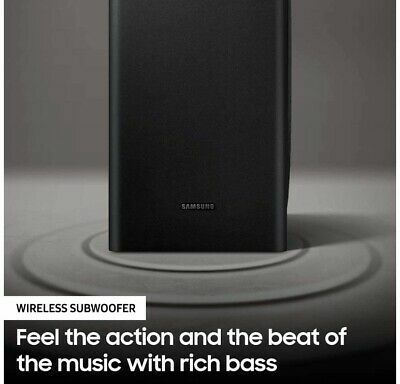 SAMSUNG
WIRELESS SUBWOOFER
Feel the action and the beat of
the music with rich bass